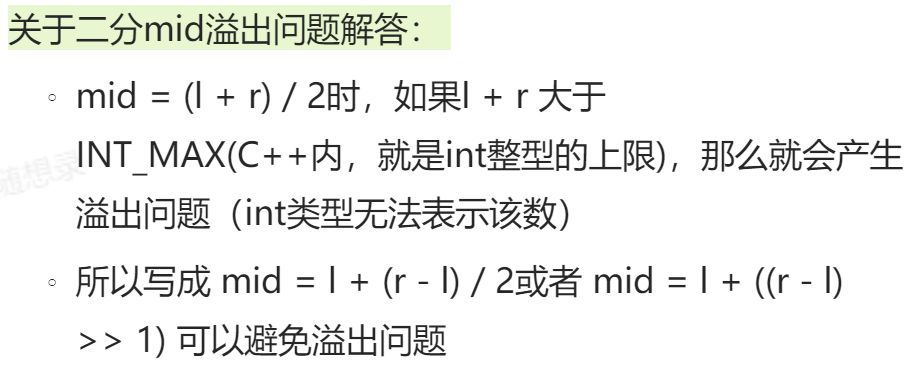 关于二分mid溢出问题解答：
◦ mid = (l + r) / 2时，如果l + r 大于
INT_MAX(C++内，就是int整型的上限)，那么就会产生
溢出问题（int类型无法表示该数）
◦ 所以写成 mid = l + (r - l) / 2或者 mid = l + ((r - l)
>> 1) 可以避免溢出问题
随想录